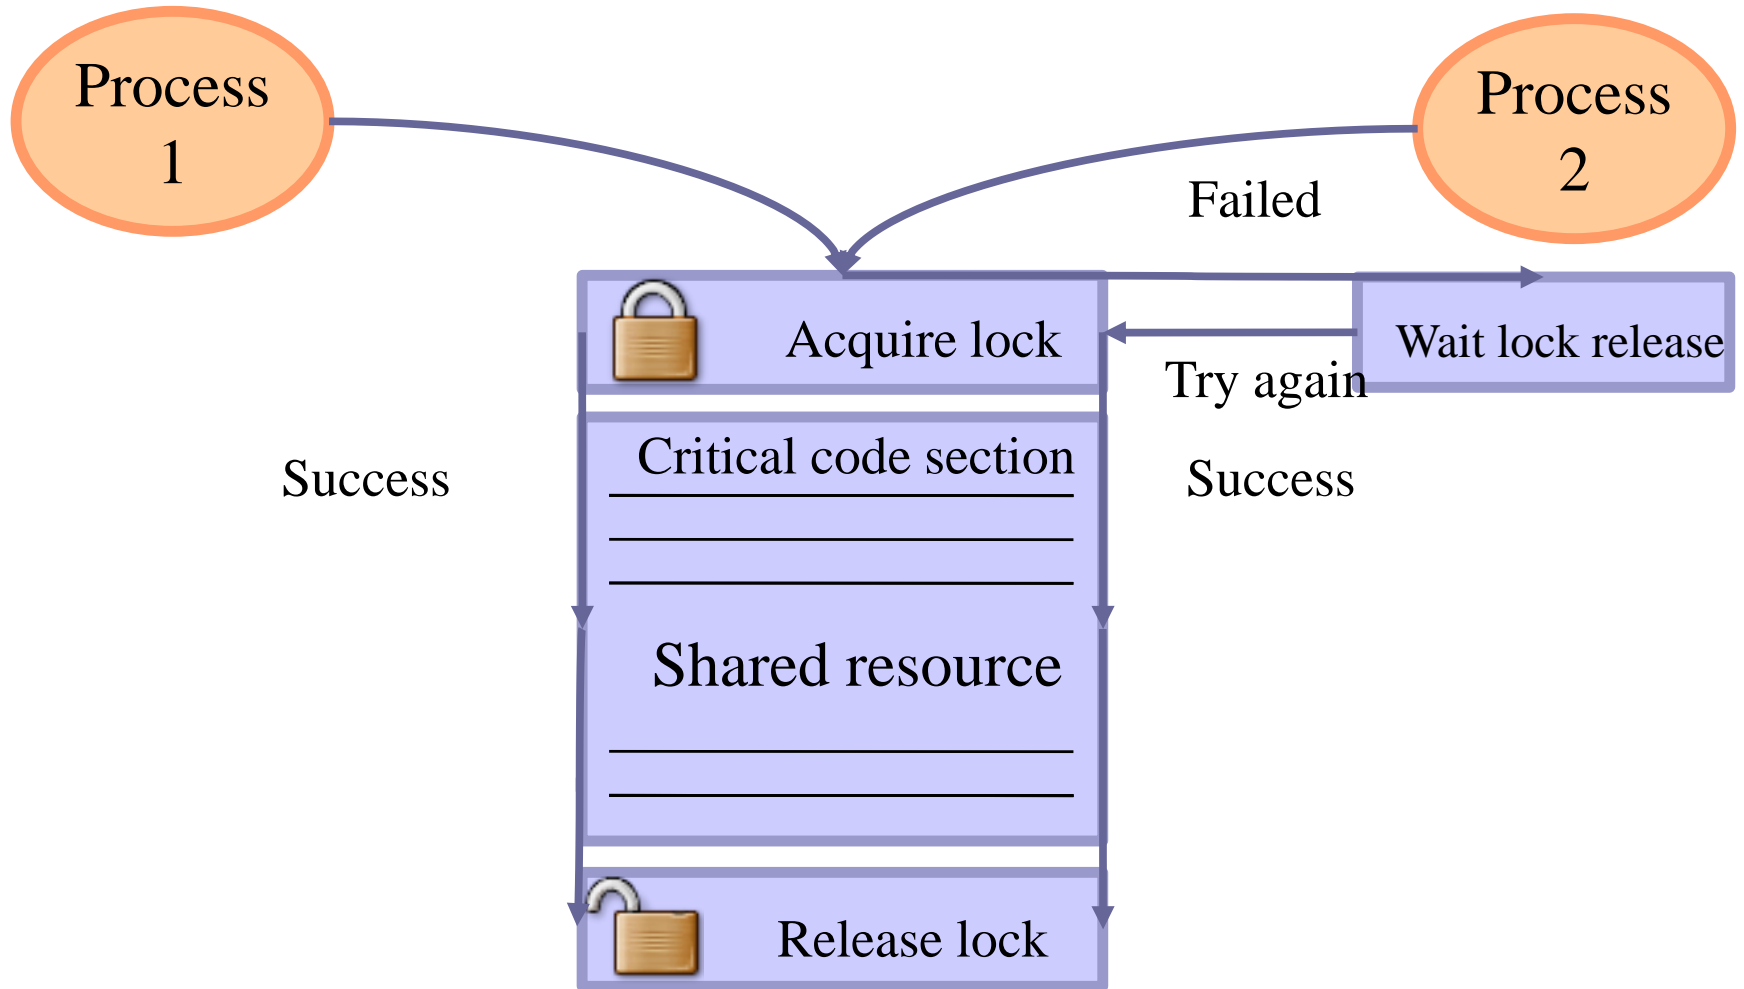 Process
1
Process
2
Failed
Acquire lock
Wait lock release
Try again
Critical code section
Success
Success
Shared resource
Release lock